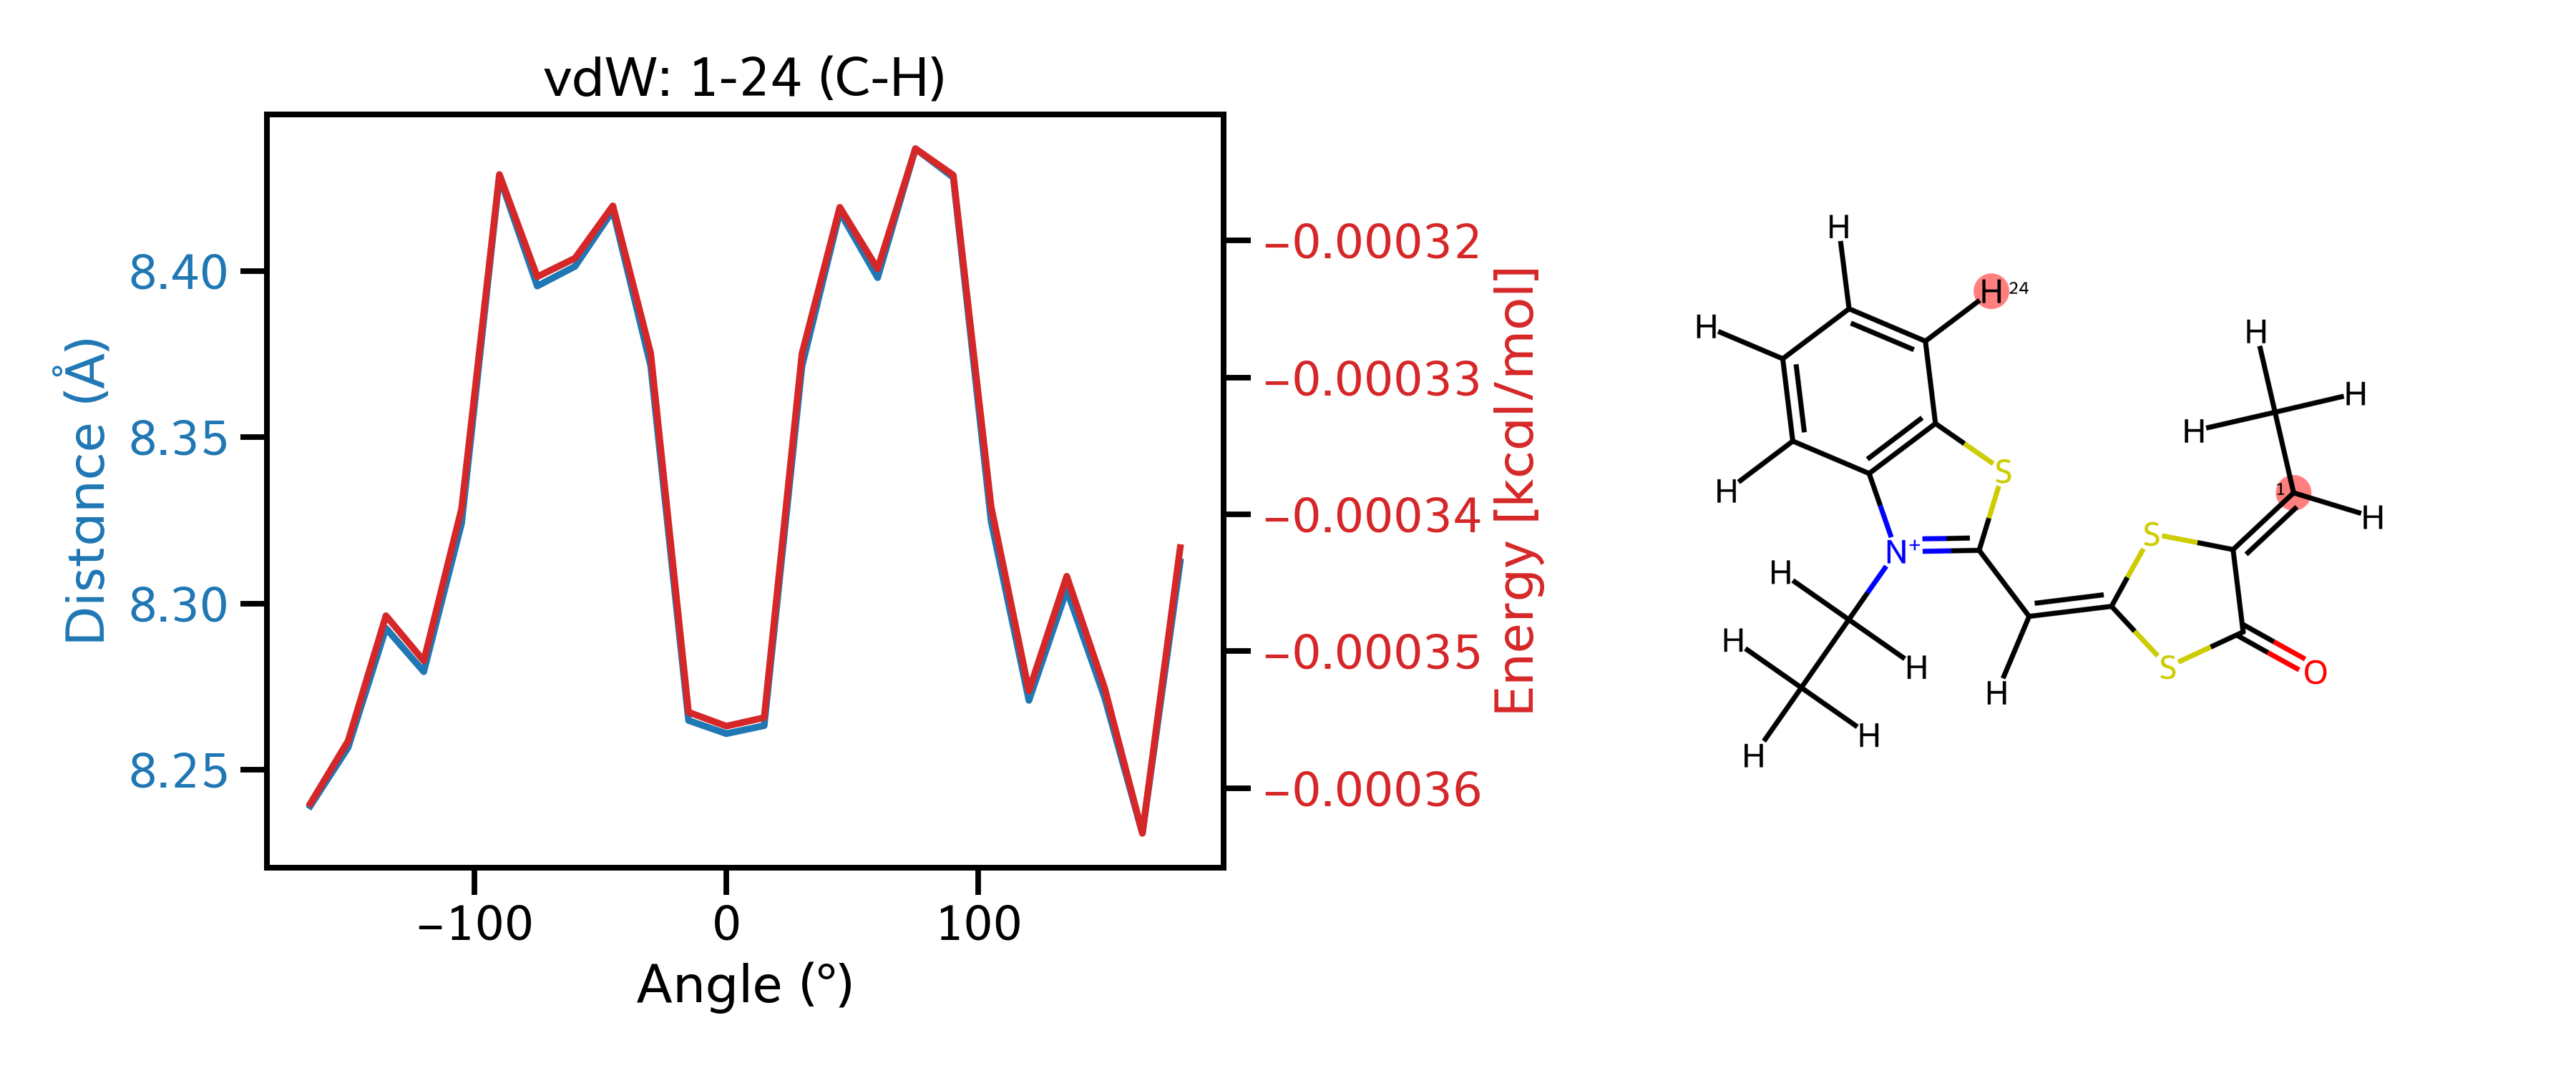 vdW: 1-24 (C-H)
Distance (Å)
8.40
8.35
8.30
8.25
−100
0
100
Angle (°)
−0.00032
−0.00033
−0.00034
−0.00035
−0.00036
Energy [kcal/mol]
H
H 24
H
H
H
H
H
1
H
S
S
N+
H
H
H
H
S
O
H
H
H